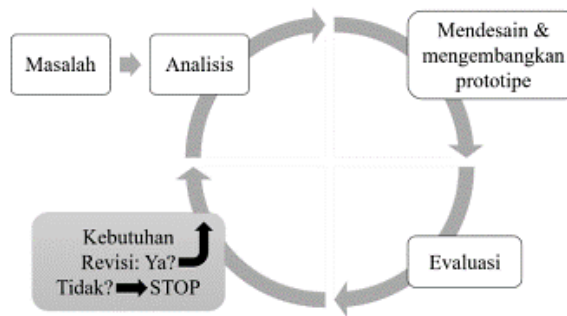 Masalah
Analisis
Mendesain &
mengembangkan
prototipe
Evaluasi
Kebutuhan
Revisi: Ya?
Tidak? STOP